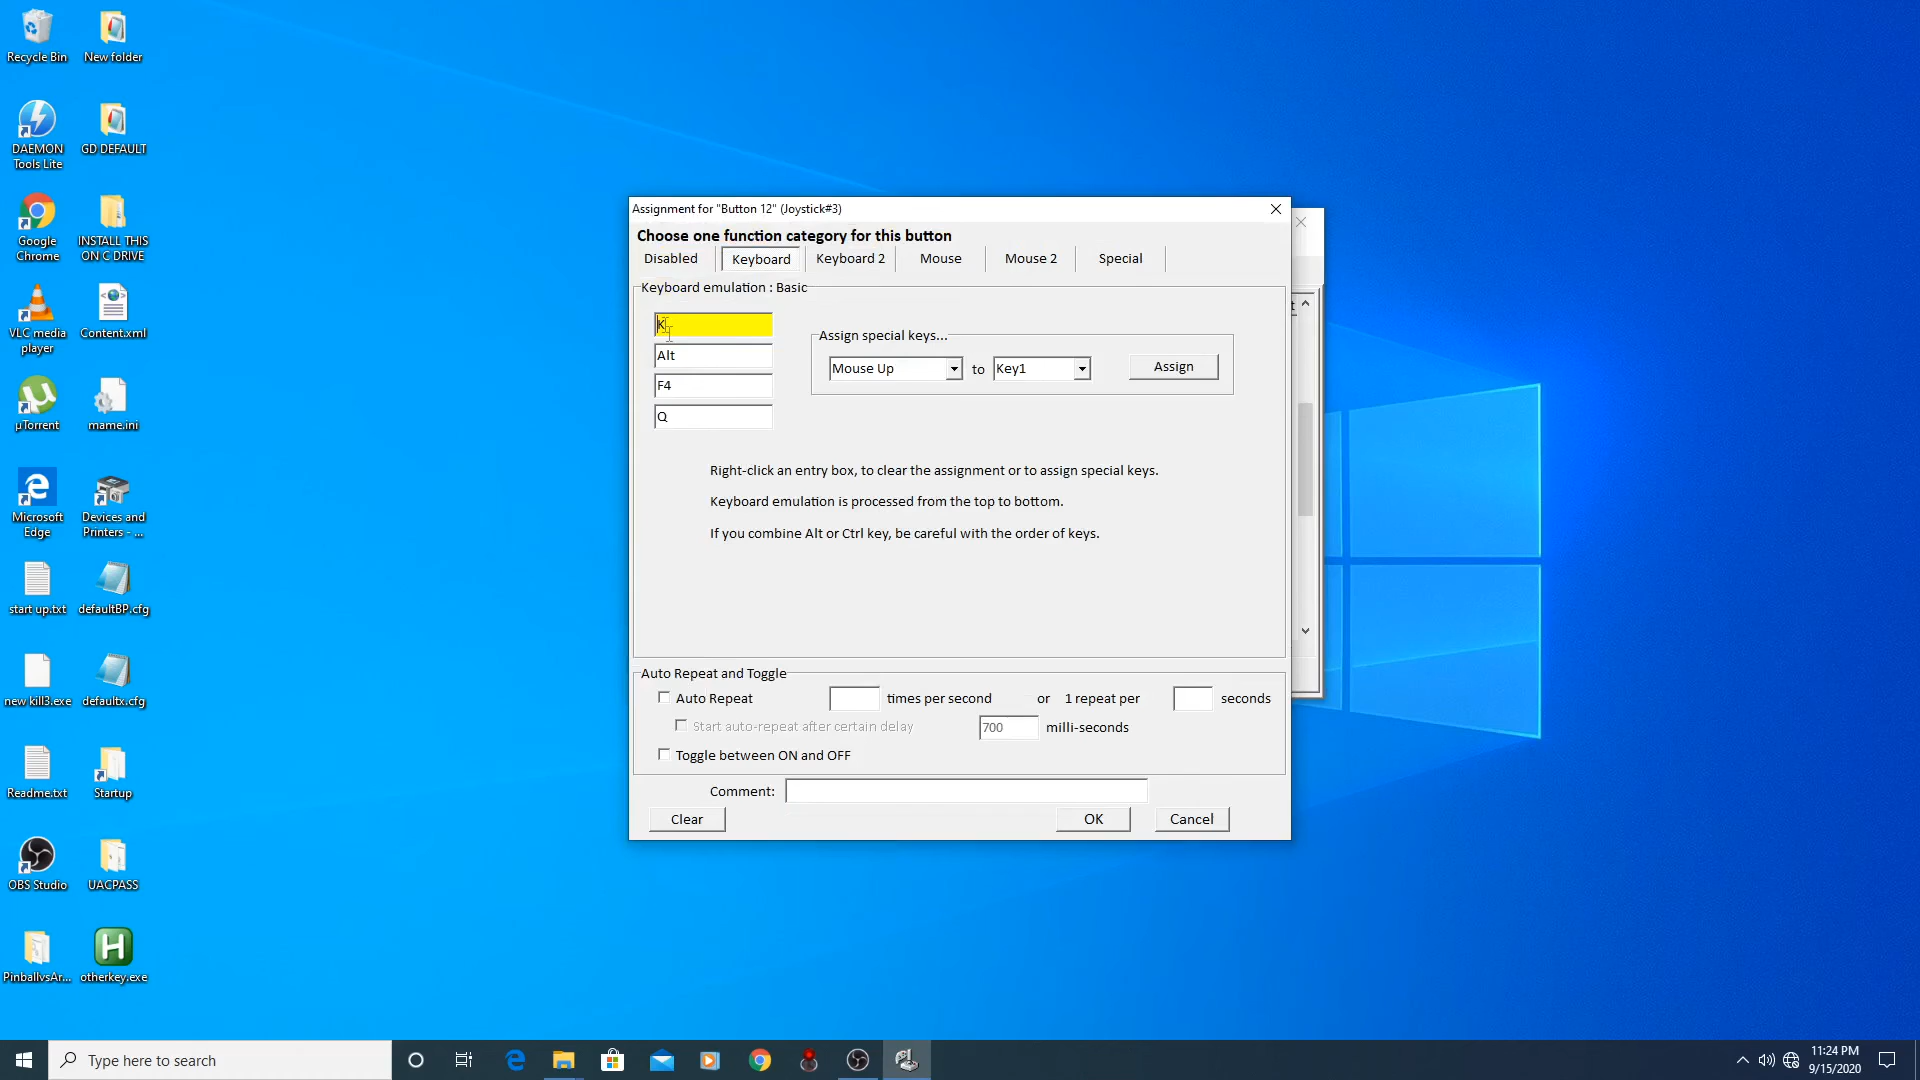 Recycle Bin
New folder
DAEMON
Tools Lite
GD DEFAULT
Google
Chrome
INSTALL THIS
ON C DRIVE
VLC media
player
Content.xml
µTorrent
mame.ini
Microsoft
Edge
Devices and
Printers - ...
start up.txt
defaultBP.cfg
new kill3.exe
defaultx.cfg
Readme.txt
Startup
OBS Studio
UACPASS
PinballvsAr...
otherkey.exe
Assignment for "Button 12" (Joystick#3)
Choose one function category for this button
Disabled
Keyboard
Keyboard 2
Mouse
Mouse 2
Special
Keyboard emulation : Basic
K
Alt
F4
Q
Assign special keys...
Mouse Up
to
Key1
Assign
Right-click an entry box, to clear the assignment or to assign special keys.
Keyboard emulation is processed from the top to bottom.
If you combine Alt or Ctrl key, be careful with the order of keys.
Auto Repeat and Toggle
Auto Repeat
times per second
or
1 repeat per
seconds
Start auto-repeat after certain delay
700
milli-seconds
Toggle between ON and OFF
Comment:
Clear
OK
Cancel
Type here to search
11:24 PM
9/15/2020